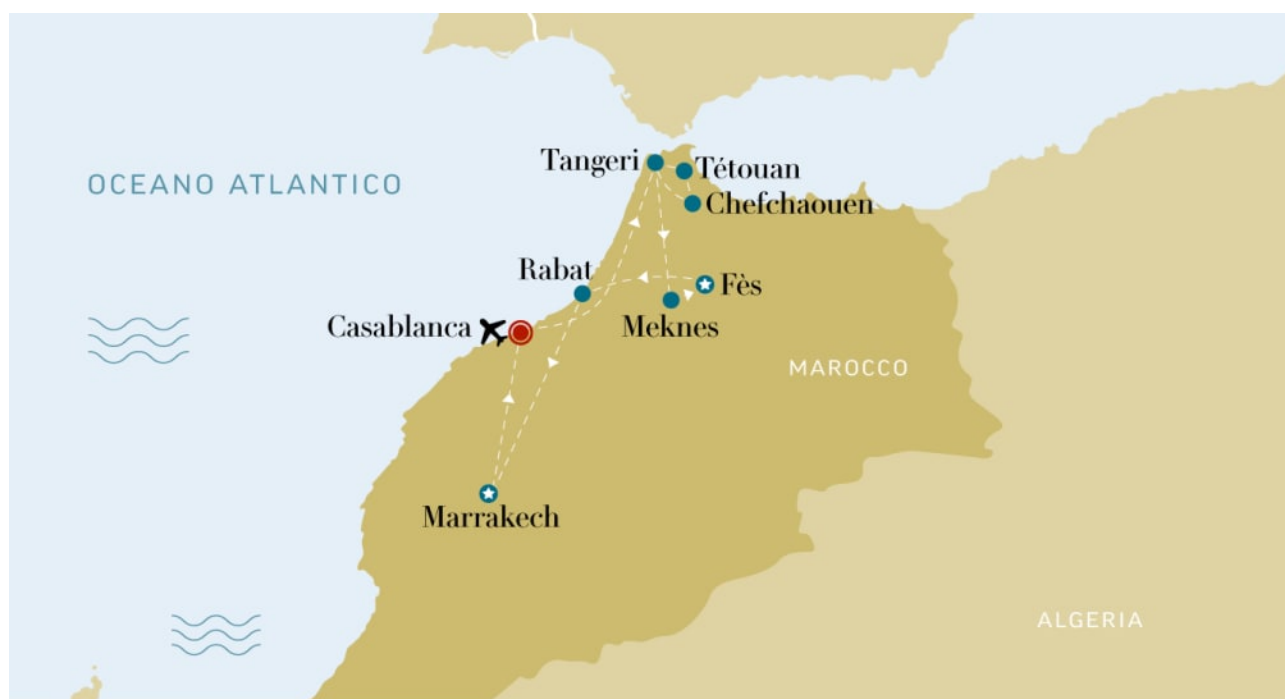 Tangeri
Tétouan
OCEANO ATLANTICO
Chefchaouen
Rabat
Fès
Casablanca
Meknes
MAROCCO
Marrakech
ALGERIA